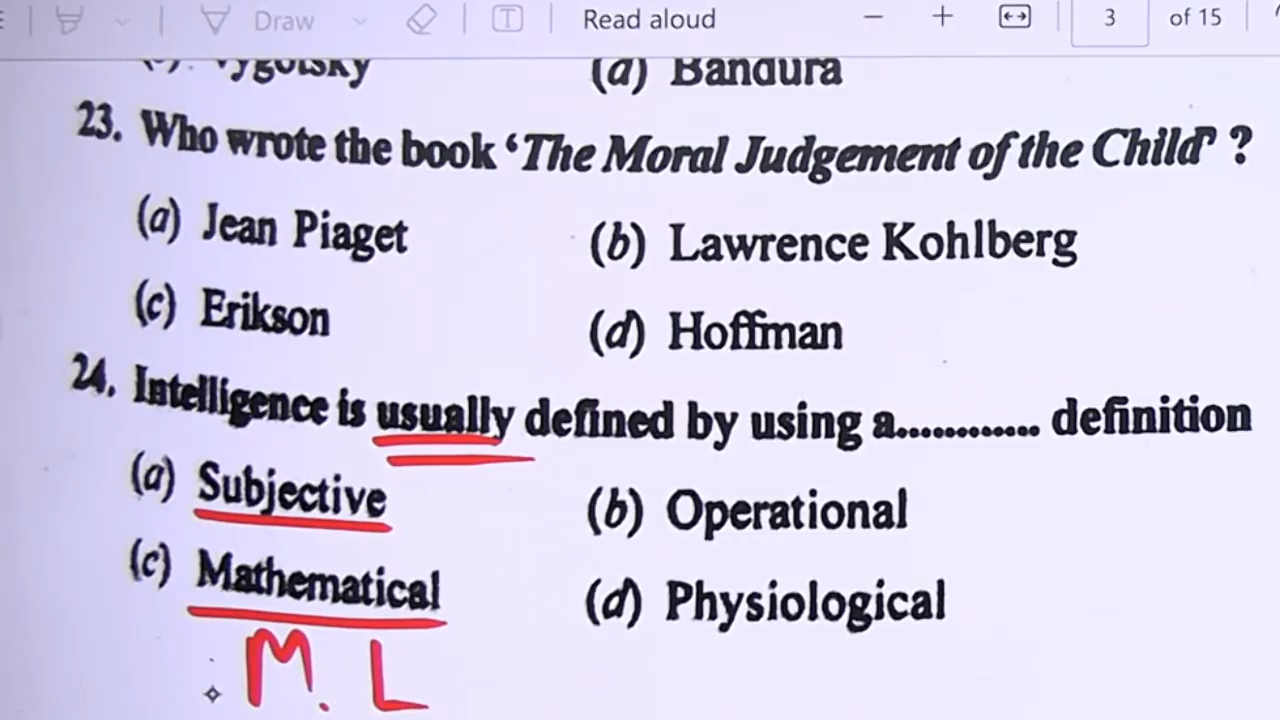 Draw
T
Read aloud
3
of 15
(c). Vygotsky (d) Bandura
23. Who wrote the book ‘The Moral Judgement of the Child’ ?
(a) Jean Piaget (b) Lawrence Kohlberg
(c) Erikson (d) Hoffman
24. Intelligence is usually defined by using a............ definition
(a) Subjective (b) Operational
(c) Mathematical (d) Physiological
M. L